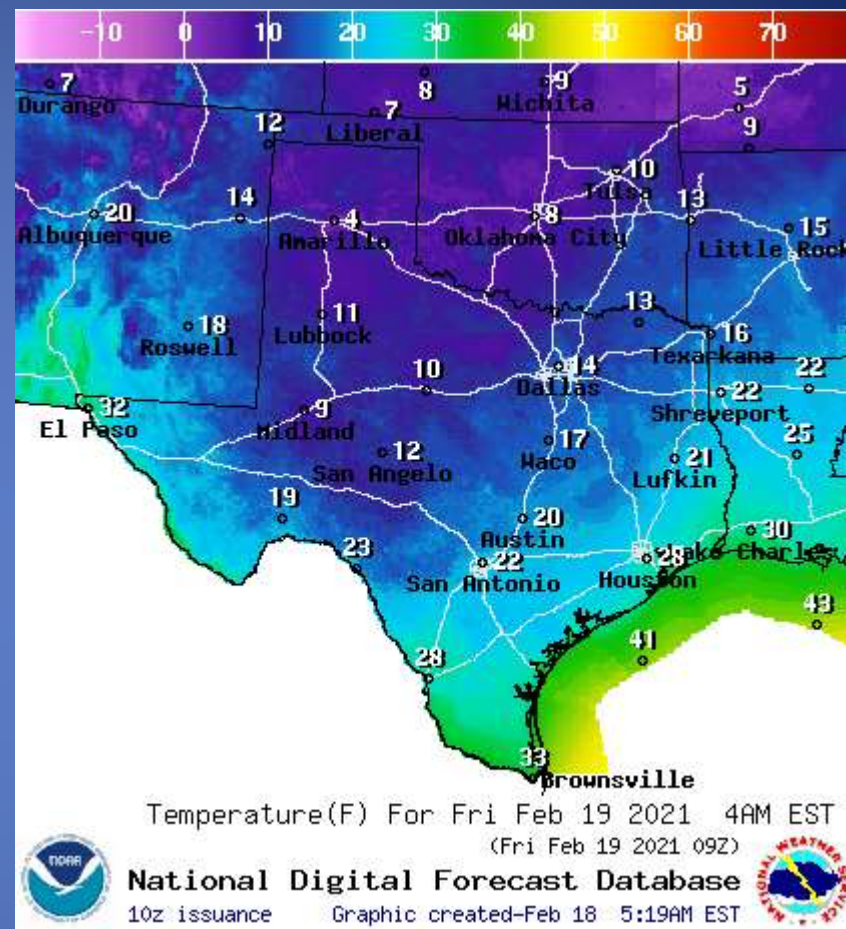 -10 0 10 20 30 40 50 60 70
7
Durango
8
9
Wichita
5
7
Liberal
12
9
10
Tulsa
20
Albuquerque
14
4
Amarillo
8
Oklahoma City
13
15
Little Rock
18
Roswell
11
Lubbock
13
16
Texarkana
10
14
Dallas
22
22
Shreveport
32
El Paso
9
Midland
12
San Angelo
17
Waco
21
Lufkin
25
19
20
Austin
30
Lake Charles
23
22
San Antonio
28
Houston
43
41
28
33
Brownsville
Temperature(F) For Fri Feb 19 2021 4AM EST
(Fri Feb 19 2021 09Z)
NOAA
National Digital Forecast Database
NATIONAL WEATHER SERVICE
10z issuance Graphic created-Feb 18 5:19AM EST